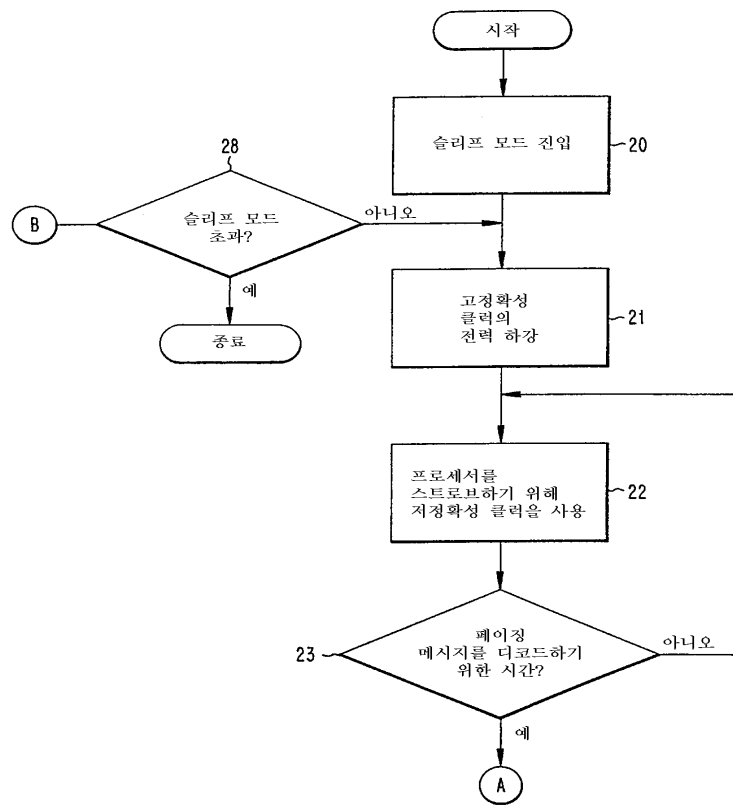 시작
슬리프 모드 진입
20
28
B
슬리프 모드
초과?
아니오
예
종료
고정확성
클럭의
전력 하강
21
프로세서를
스트로브하기 위해
저정확성 클럭을 사용
22
23
페이징
메시지를 디코드하기
위한 시간?
아니오
예
A